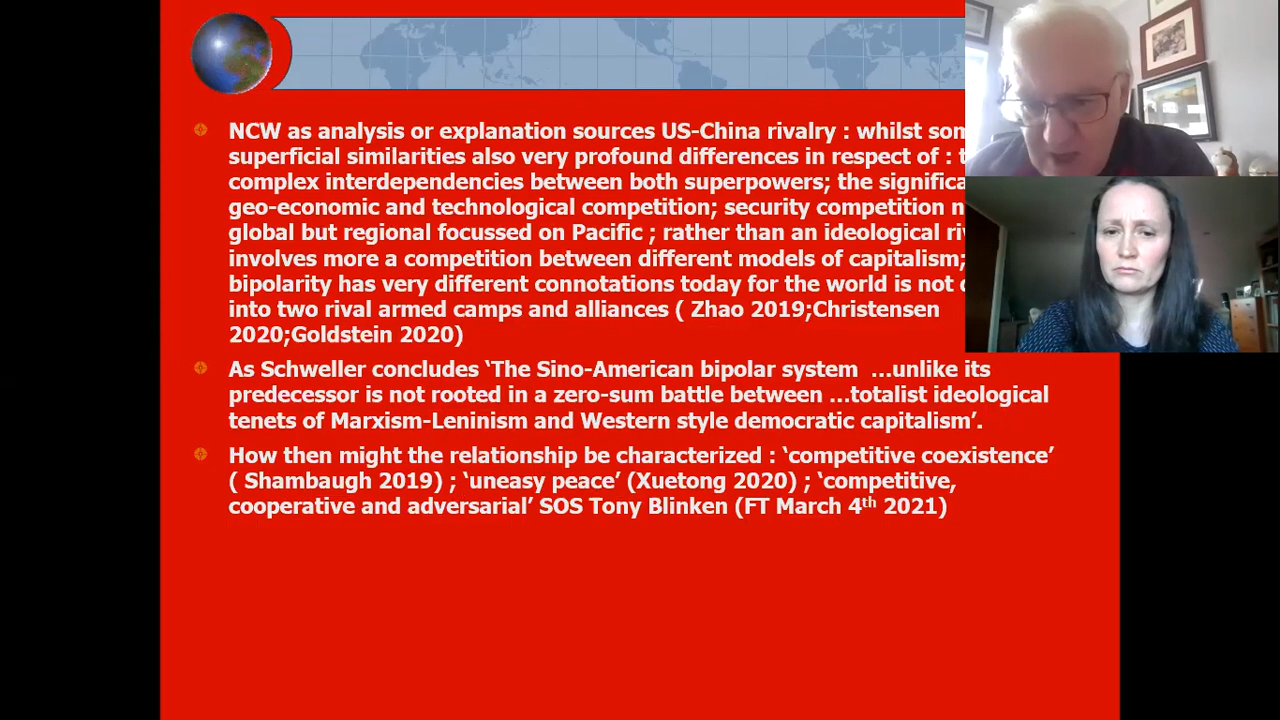 NCW as analysis or explanation sources US-China rivalry : whilst
superficial similarities also very profound differences in respect of :
complex interdependencies between both superpowers; the
geo-economic and technological competition; security competition
global but regional focussed on Pacific ; rather than an ideological
involves more a competition between different models of capitalism;
bipolarity has very different connotations today for the world is not
into two rival armed camps and alliances ( Zhao 2019;Christensen
2020;Goldstein 2020)
As Schweller concludes ‘The Sino-American bipolar system …unlike its
predecessor is not rooted in a zero-sum battle between …totalist ideological
tenets of Marxism-Leninism and Western style democratic capitalism’.
How then might the relationship be characterized : ‘competitive coexistence’
( Shambaugh 2019) ; ‘uneasy peace’ (Xuetong 2020) ; ‘competitive,
cooperative and adversarial’ SOS Tony Blinken (FT March 4th 2021)